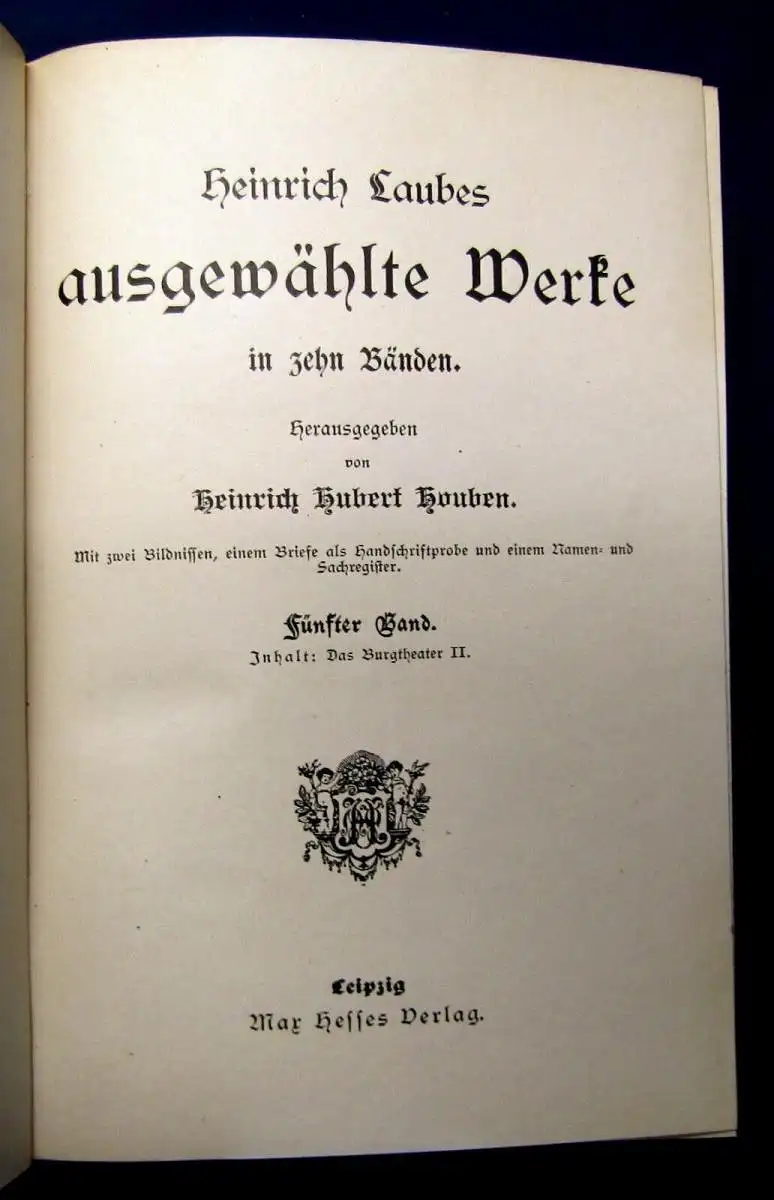 Heinrich Laubes
ausgewählte Werke
in zehn Bänden.
Herausgegeben
von
Heinrich Hubert Houben.
Mit zwei Bildnissen, einem Briefe als Handschriftprobe und einem Namen- und
Sachregister.
Fünfter Band.
Inhalt: Das Burgtheater II.
Leipzig
Max Hesses Verlag.